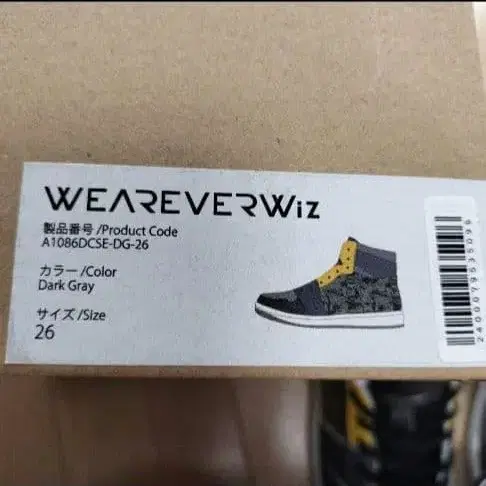 WEAREVERWiz
製品番号 /Product Code
A1086DCSE-DG-26
カラー /Color
Dark Gray
サイズ /Size
26
2400079535095